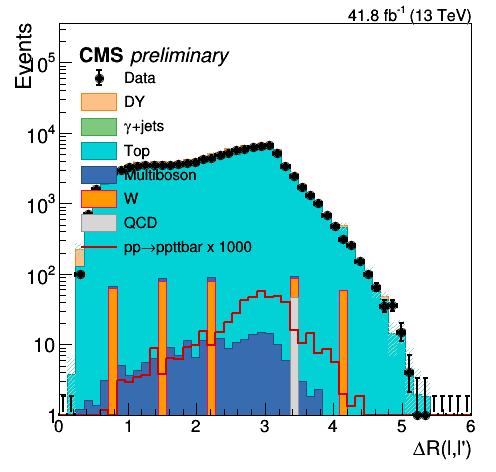 41.8 fb⁻¹ (13 TeV)
Events
CMS preliminary
Data
DY
γ+jets
Top
Multiboson
W
QCD
pp→ppttbar x 1000
10⁵
10⁴
10³
10²
10
1
0 1 2 3 4 5 6
ΔR(l,l')